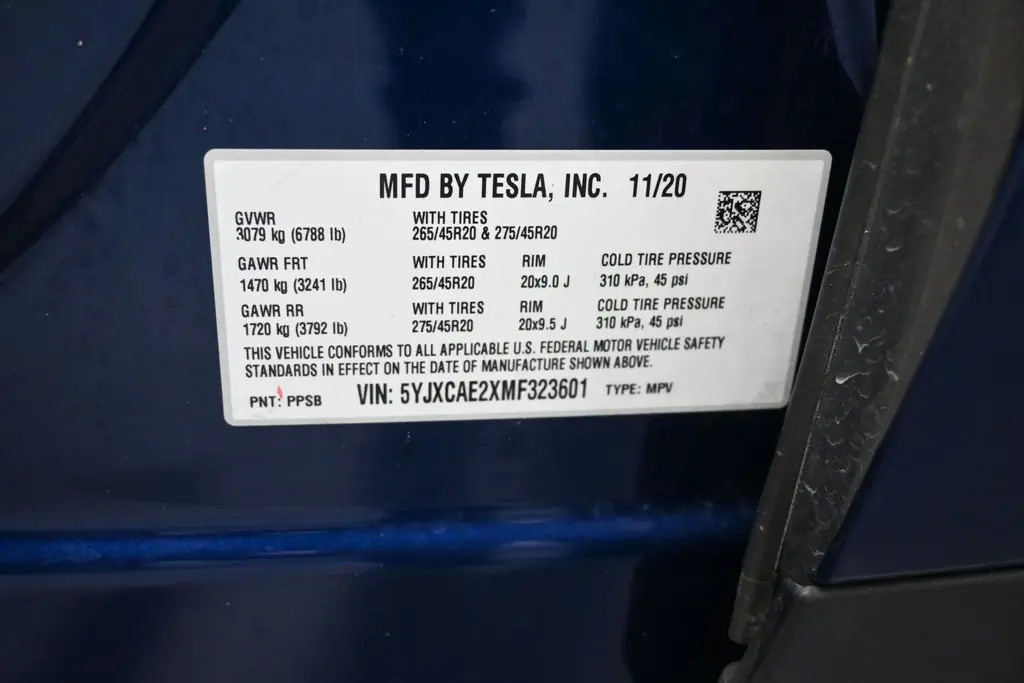 MFD BY TESLA, INC. 11/20
GVWR WITH TIRES
3079 kg (6788 lb) 265/45R20 & 275/45R20
GAWR FRT WITH TIRES RIM COLD TIRE PRESSURE
1470 kg (3241 lb) 265/45R20 20x9.0 J 310 kPa, 45 psi
GAWR RR WITH TIRES RIM COLD TIRE PRESSURE
1720 kg (3792 lb) 275/45R20 20x9.5 J 310 kPa, 45 psi
THIS VEHICLE CONFORMS TO ALL APPLICABLE U.S. FEDERAL MOTOR VEHICLE SAFETY
STANDARDS IN EFFECT ON THE DATE OF MANUFACTURE SHOWN ABOVE.
PNT: PPSB VIN: 5YJXCAE2XMF323601 TYPE: MPV